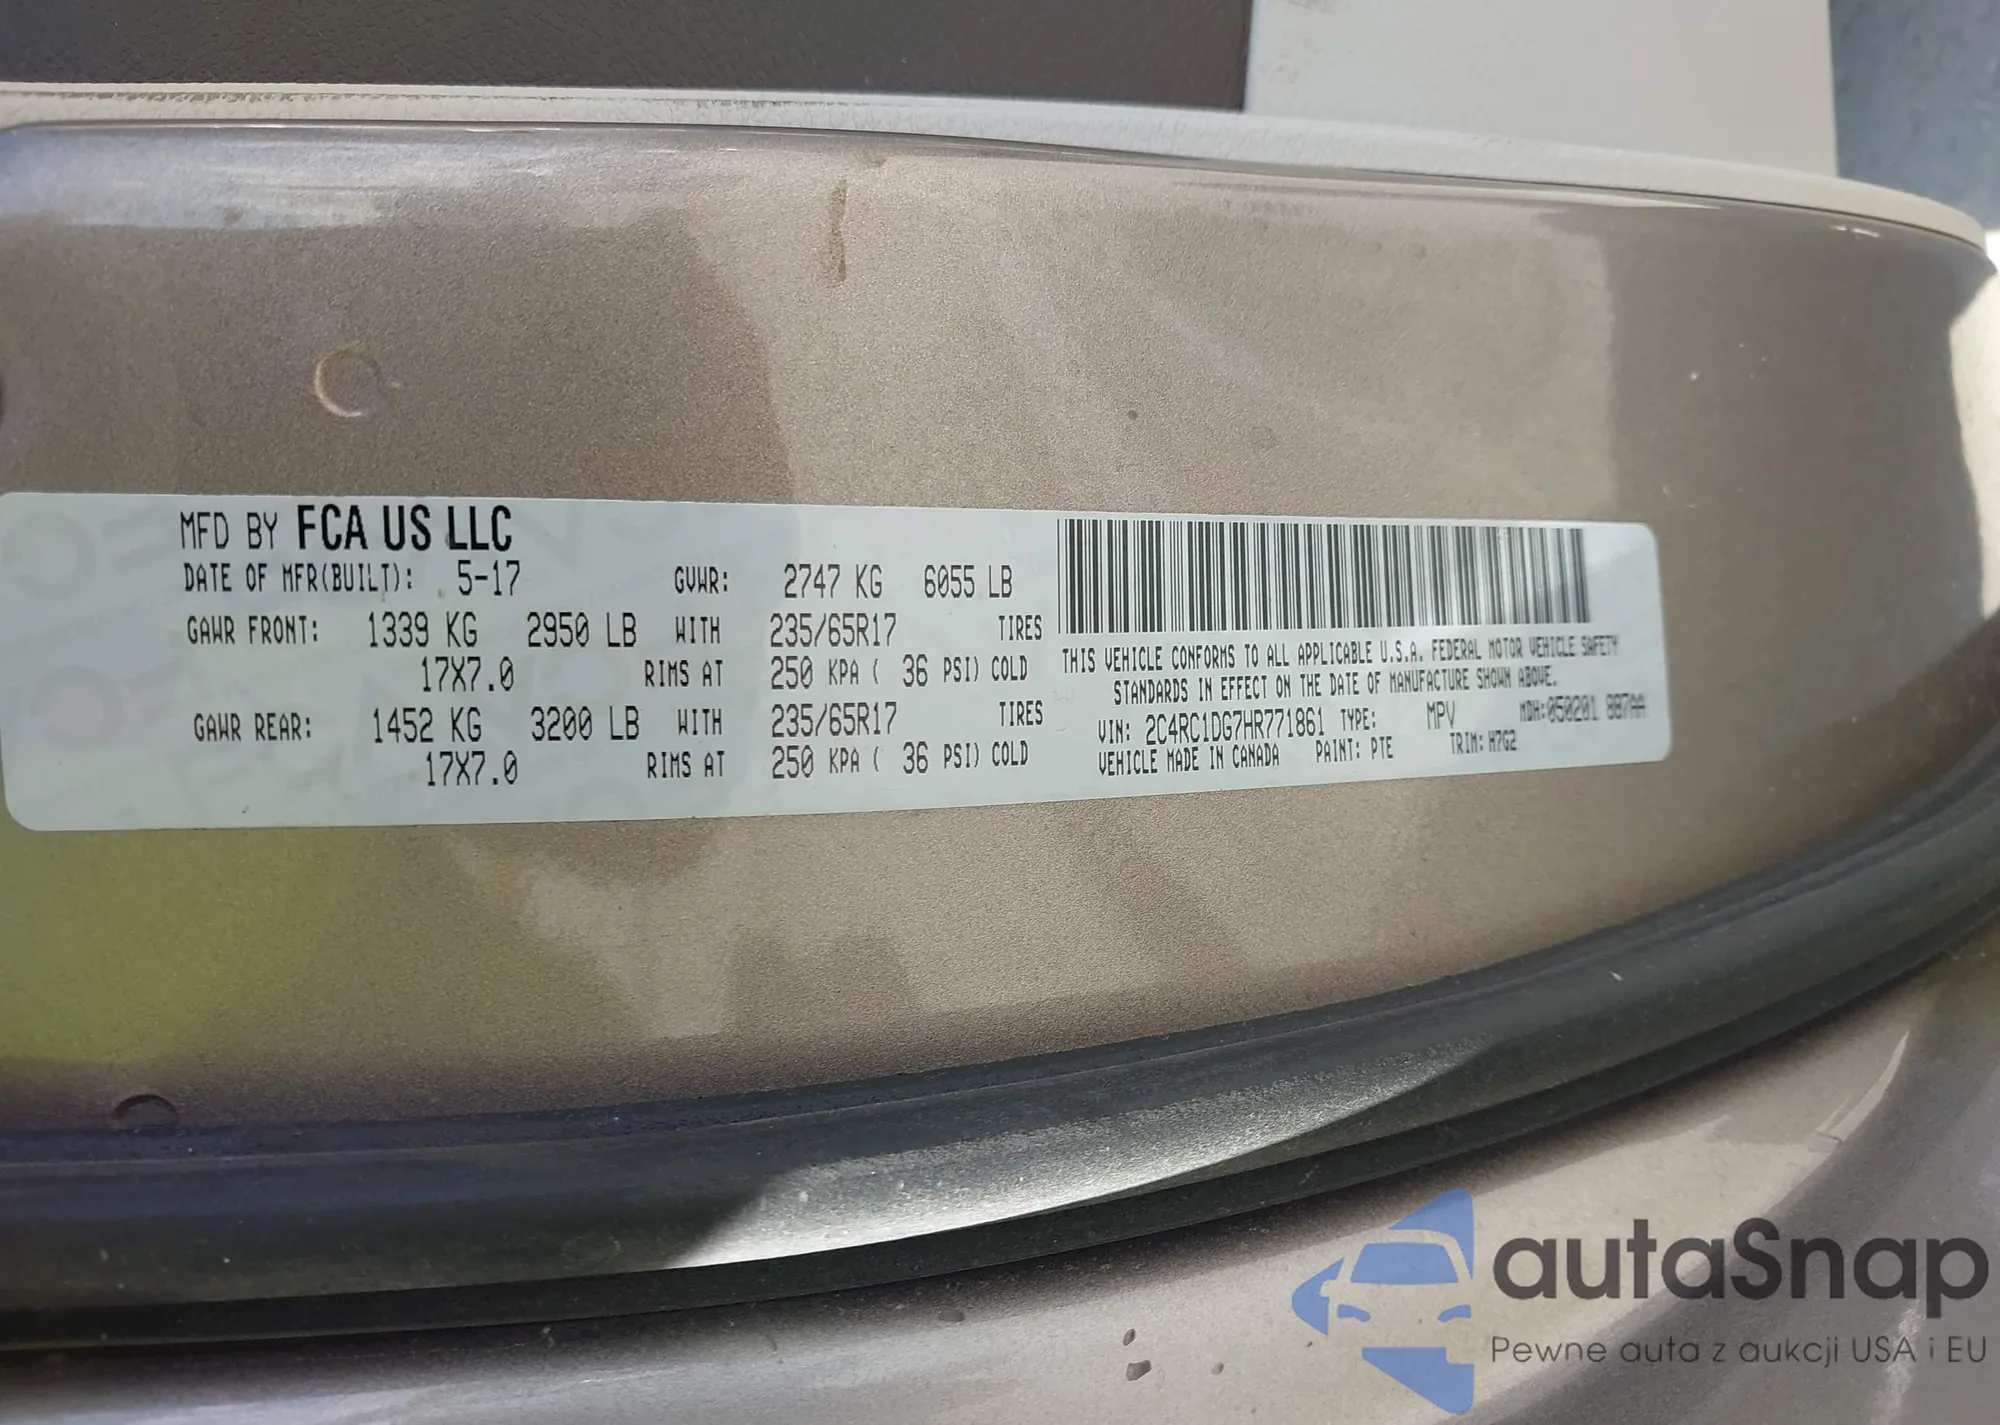 MFD BY FCA US LLC
DATE OF MFR(BUILT): 5-17 GVWR: 2747 KG 6055 LB
GAWR FRONT: 1339 KG 2950 LB WITH 235/65R17 TIRES
17X7.0 RIMS AT 250 KPA ( 36 PSI) COLD
GAWR REAR: 1452 KG 3200 LB WITH 235/65R17 TIRES
17X7.0 RIMS AT 250 KPA ( 36 PSI) COLD
THIS VEHICLE CONFORMS TO ALL APPLICABLE U.S.A. FEDERAL MOTOR VEHICLE SAFETY
STANDARDS IN EFFECT ON THE DATE OF MANUFACTURE SHOWN ABOVE.
VIN: 2C4RC1DG7HR771861 TYPE: MPV MDH:050201 887AA
VEHICLE MADE IN CANADA PAINT: PTE TRIM: H7G2
autaSnap
Pewne auta z aukcji USA i EU